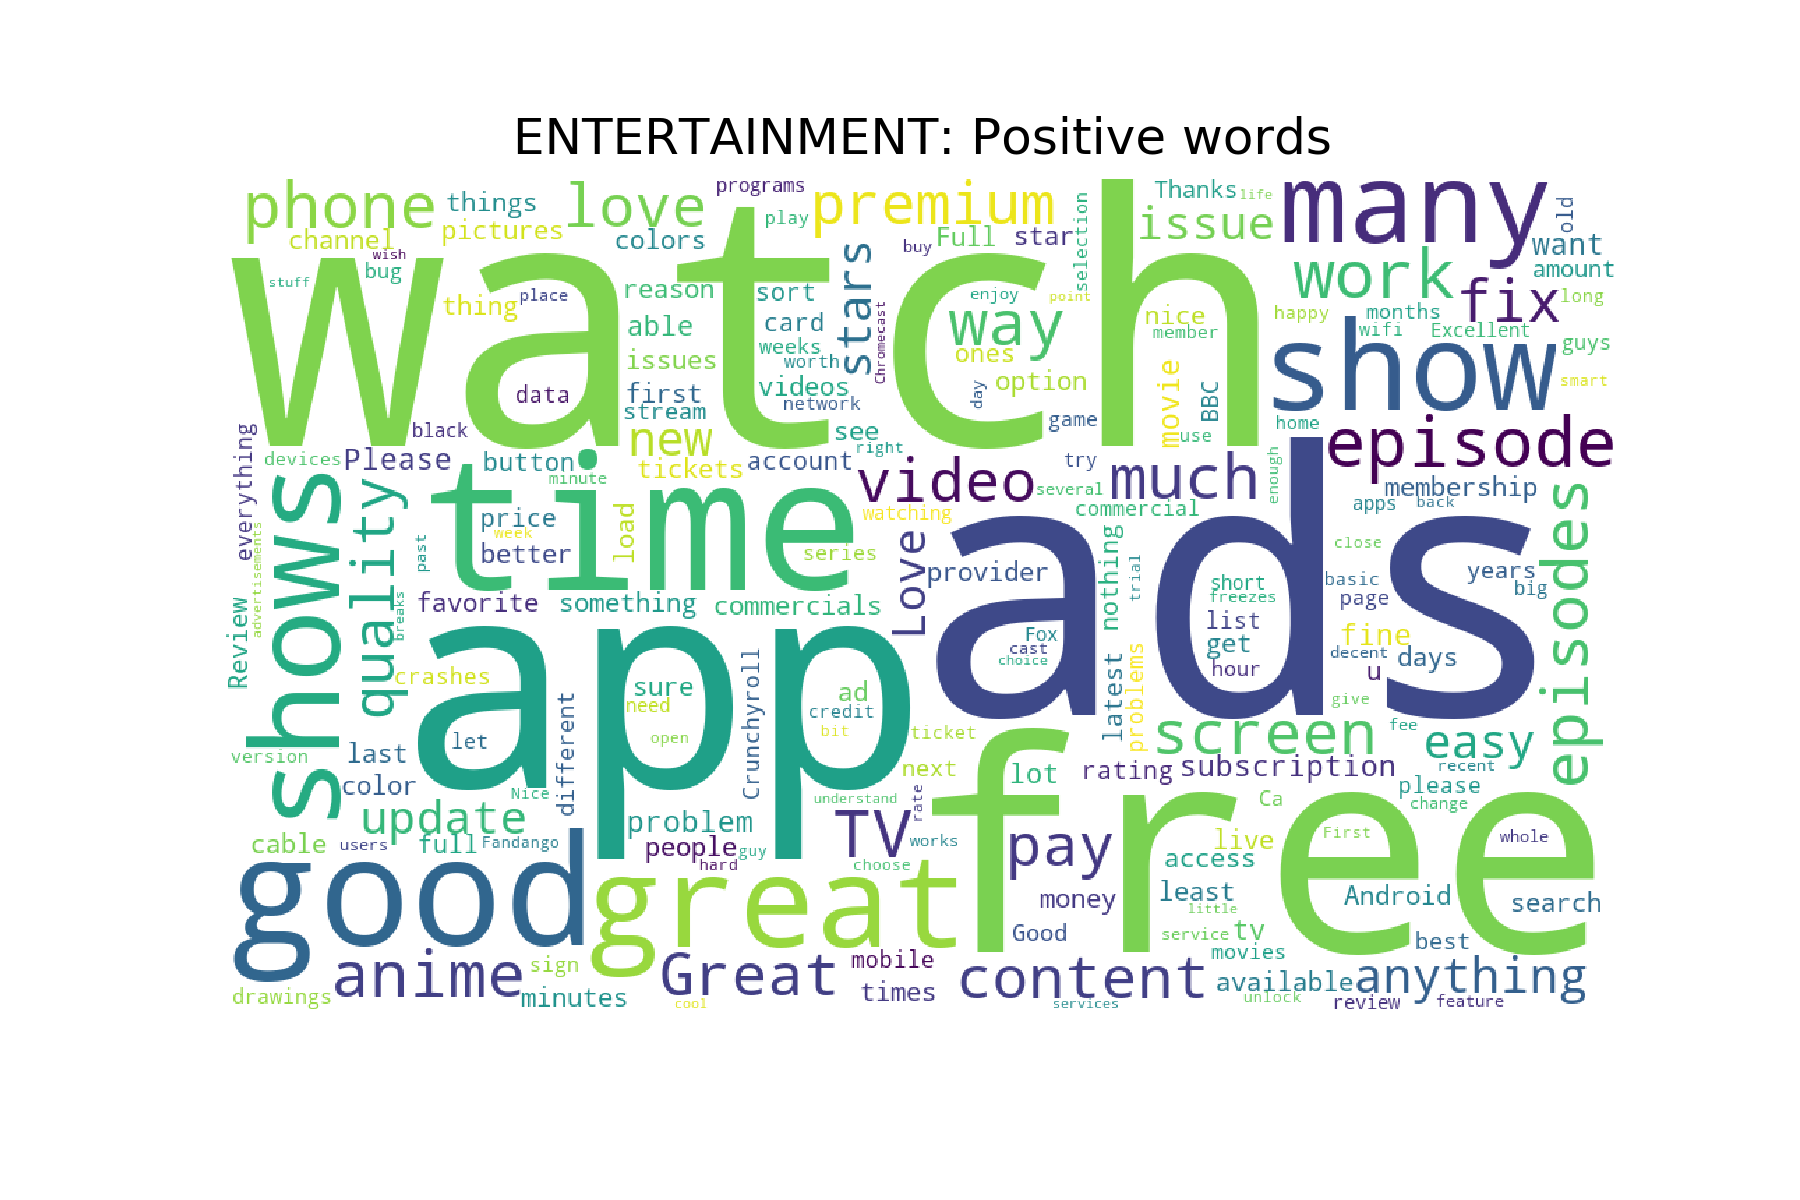 ENTERTAINMENT: Positive words
phone things love programs premium play selection Thanks life many old
channel pictures colors stars buy Full star issue want
wish bug stuff thing place reason sort Chromecast enjoy point work amount
watch
able card way nice happy fix long
member months wifi Excellent guys
issues weeks worth ones show
data first videos option day movie BBC smart
stream network game home
everything black new see right use episode
devices Please button tickets account video try much enough membership
minute several apps back
shows quality time price load watching commercial
week better past series Love provider nothing trial ads close basic years episodes
advertisements breaks favorite something commercials short freezes page big
Review Fox list
cast get fine
choice hour decent u days
crashes app sure ad Crunchyroll latest problems give
need credit
different open bit ticket screen fee easy
version last let next lot rating subscription recent
color Nice understand rate free Ca please change
update problem TV pay live First whole
cable users full Fandango people guy works access
hard choose
good great money least Android search
little
Good service tv best
anime sign Great mobile content movies available anything
drawings minutes cool times services unlock review feature